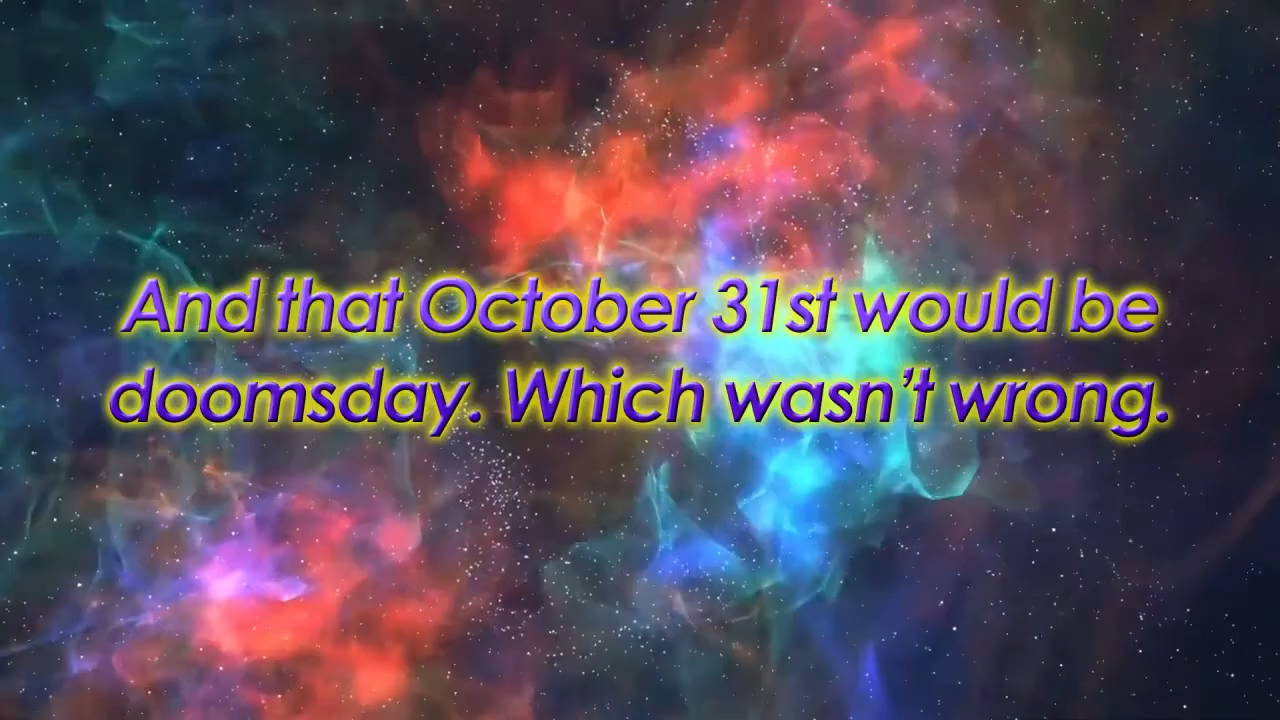 And that October 31st would be
doomsday. Which wasn’t wrong.